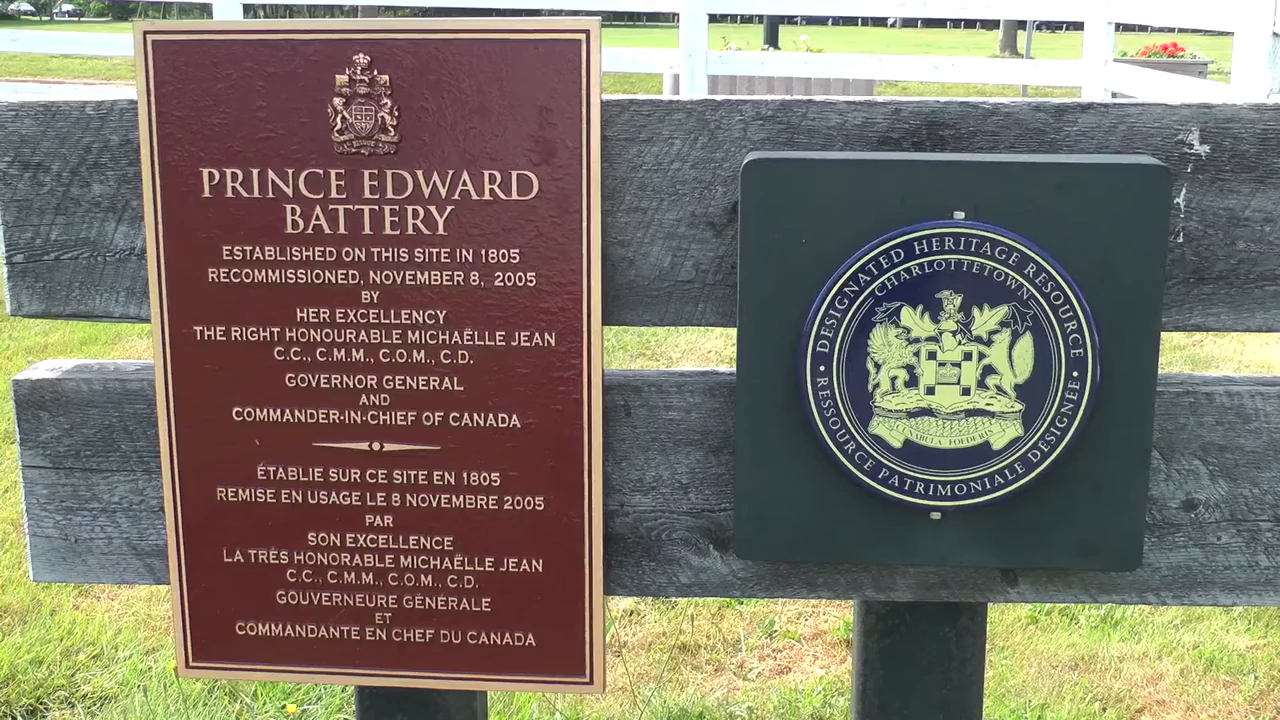 PRINCE EDWARD
BATTERY
ESTABLISHED ON THIS SITE IN 1805
RECOMMISSIONED, NOVEMBER 8, 2005
BY
HER EXCELLENCY
THE RIGHT HONOURABLE MICHAËLLE JEAN
C.C., C.M.M., C.O.M., C.D.
GOVERNOR GENERAL
AND
COMMANDER-IN-CHIEF OF CANADA
ÉTABLIE SUR CE SITE EN 1805
REMISE EN USAGE LE 8 NOVEMBRE 2005
PAR
SON EXCELLENCE
LA TRÈS HONORABLE MICHAËLLE JEAN
C.C., C.M.M., C.O.M., C.D.
GOUVERNEURE GÉNÉRALE
ET
COMMANDANTE EN CHEF DU CANADA
• DESIGNATED HERITAGE RESOURCE •
CHARLOTTETOWN
CUNABULA FOEDERIS
• RESSOURCE PATRIMONIALE DÉSIGNÉE •